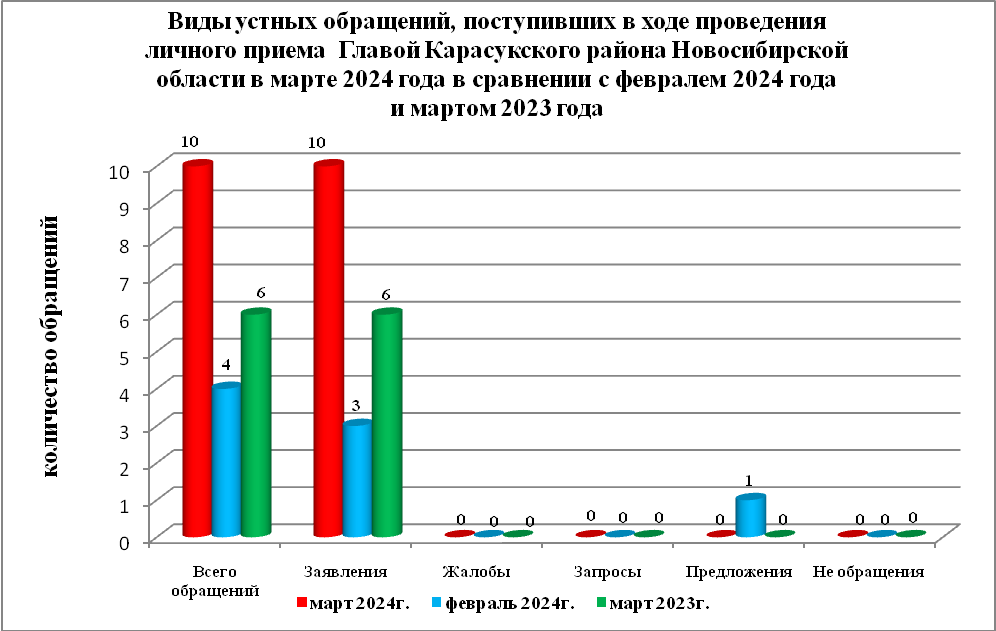 Виды устных обращений, поступивших в ходе проведения
личного приема Главой Карасукского района Новосибирской
области в марте 2024 года в сравнении с февралем 2024 года
и мартом 2023 года
количество обращений
10
9
8
7
6
5
4
3
2
1
0
10
4
6
10
3
6
0
0
0
0
0
0
0
1
0
0
0
0
Всего
обращений
Заявления
Жалобы
Запросы
Предложения
Не обращения
март 2024г.
февраль 2024г.
март 2023г.